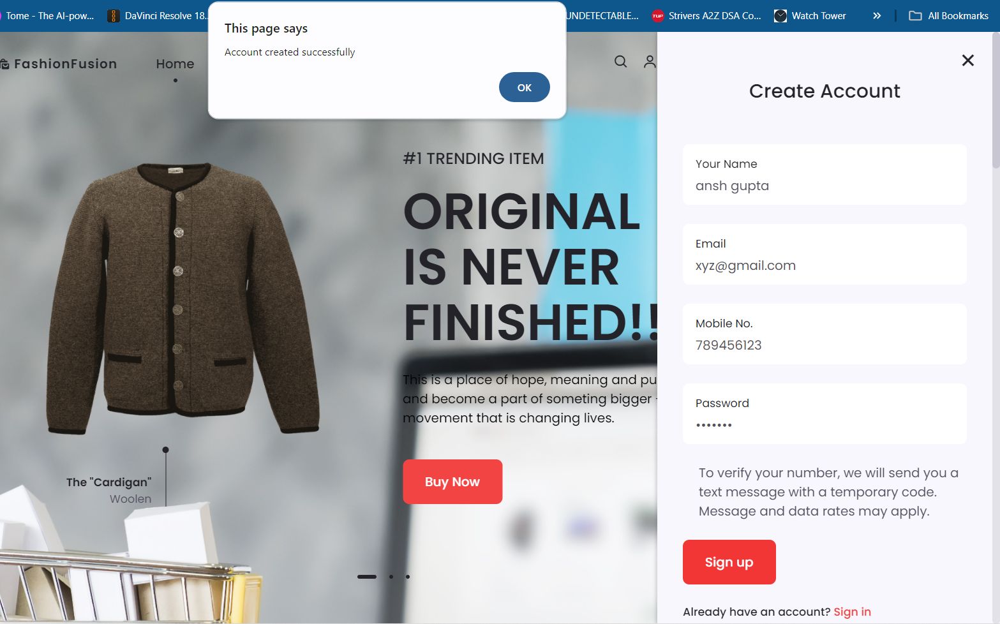 Tome - The AI-pow...
DaVinci Resolve 18.
UNDETECTABLE...
Strivers A2Z DSA Co...
Watch Tower
»
All Bookmarks
This page says
Account created successfully
OK
FashionFusion
Home
#1 TRENDING ITEM
ORIGINAL
IS NEVER
FINISHED!!
This is a place of hope, meaning and pu
and become a part of someting bigger -
movement that is changing lives.
Buy Now
The "Cardigan"
Woolen
Create Account
Your Name
ansh gupta
Email
xyz@gmail.com
Mobile No.
789456123
Password
•••••••
To verify your number, we will send you a
text message with a temporary code.
Message and data rates may apply.
Sign up
Already have an account? Sign in